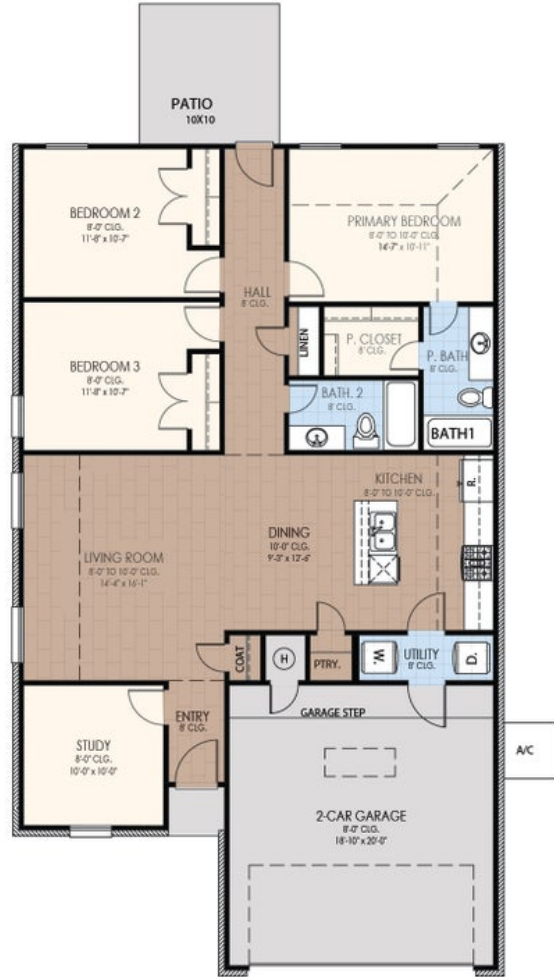 PATIO
10X10
BEDROOM 2
8'-0" CLG.
11'-8" x 10'-7"
PRIMARY BEDROOM
8'-0" TO 10'-0" CLG.
14'-7" x 10'-11"
HALL
8' CLG.
LINEN
P. CLOSET
8' CLG.
P. BATH
8' CLG.
BEDROOM 3
8'-0" CLG.
11'-8" x 10'-7"
BATH. 2
8' CLG.
BATH1
KITCHEN
8'-0" TO 10'-0" CLG.
R.
DINING
10'-0" CLG.
9'-3" x 12'-6"
LIVING ROOM
8'-0" TO 10'-0" CLG.
14'-4" x 16'-1"
COAT
H
PTRY.
W.
UTILITY
8' CLG.
D.
ENTRY
8' CLG.
GARAGE STEP
STUDY
8'-0" CLG.
10'-0" x 10'-0"
A/C
2-CAR GARAGE
8'-0" CLG.
18'-10" x 20'-0"